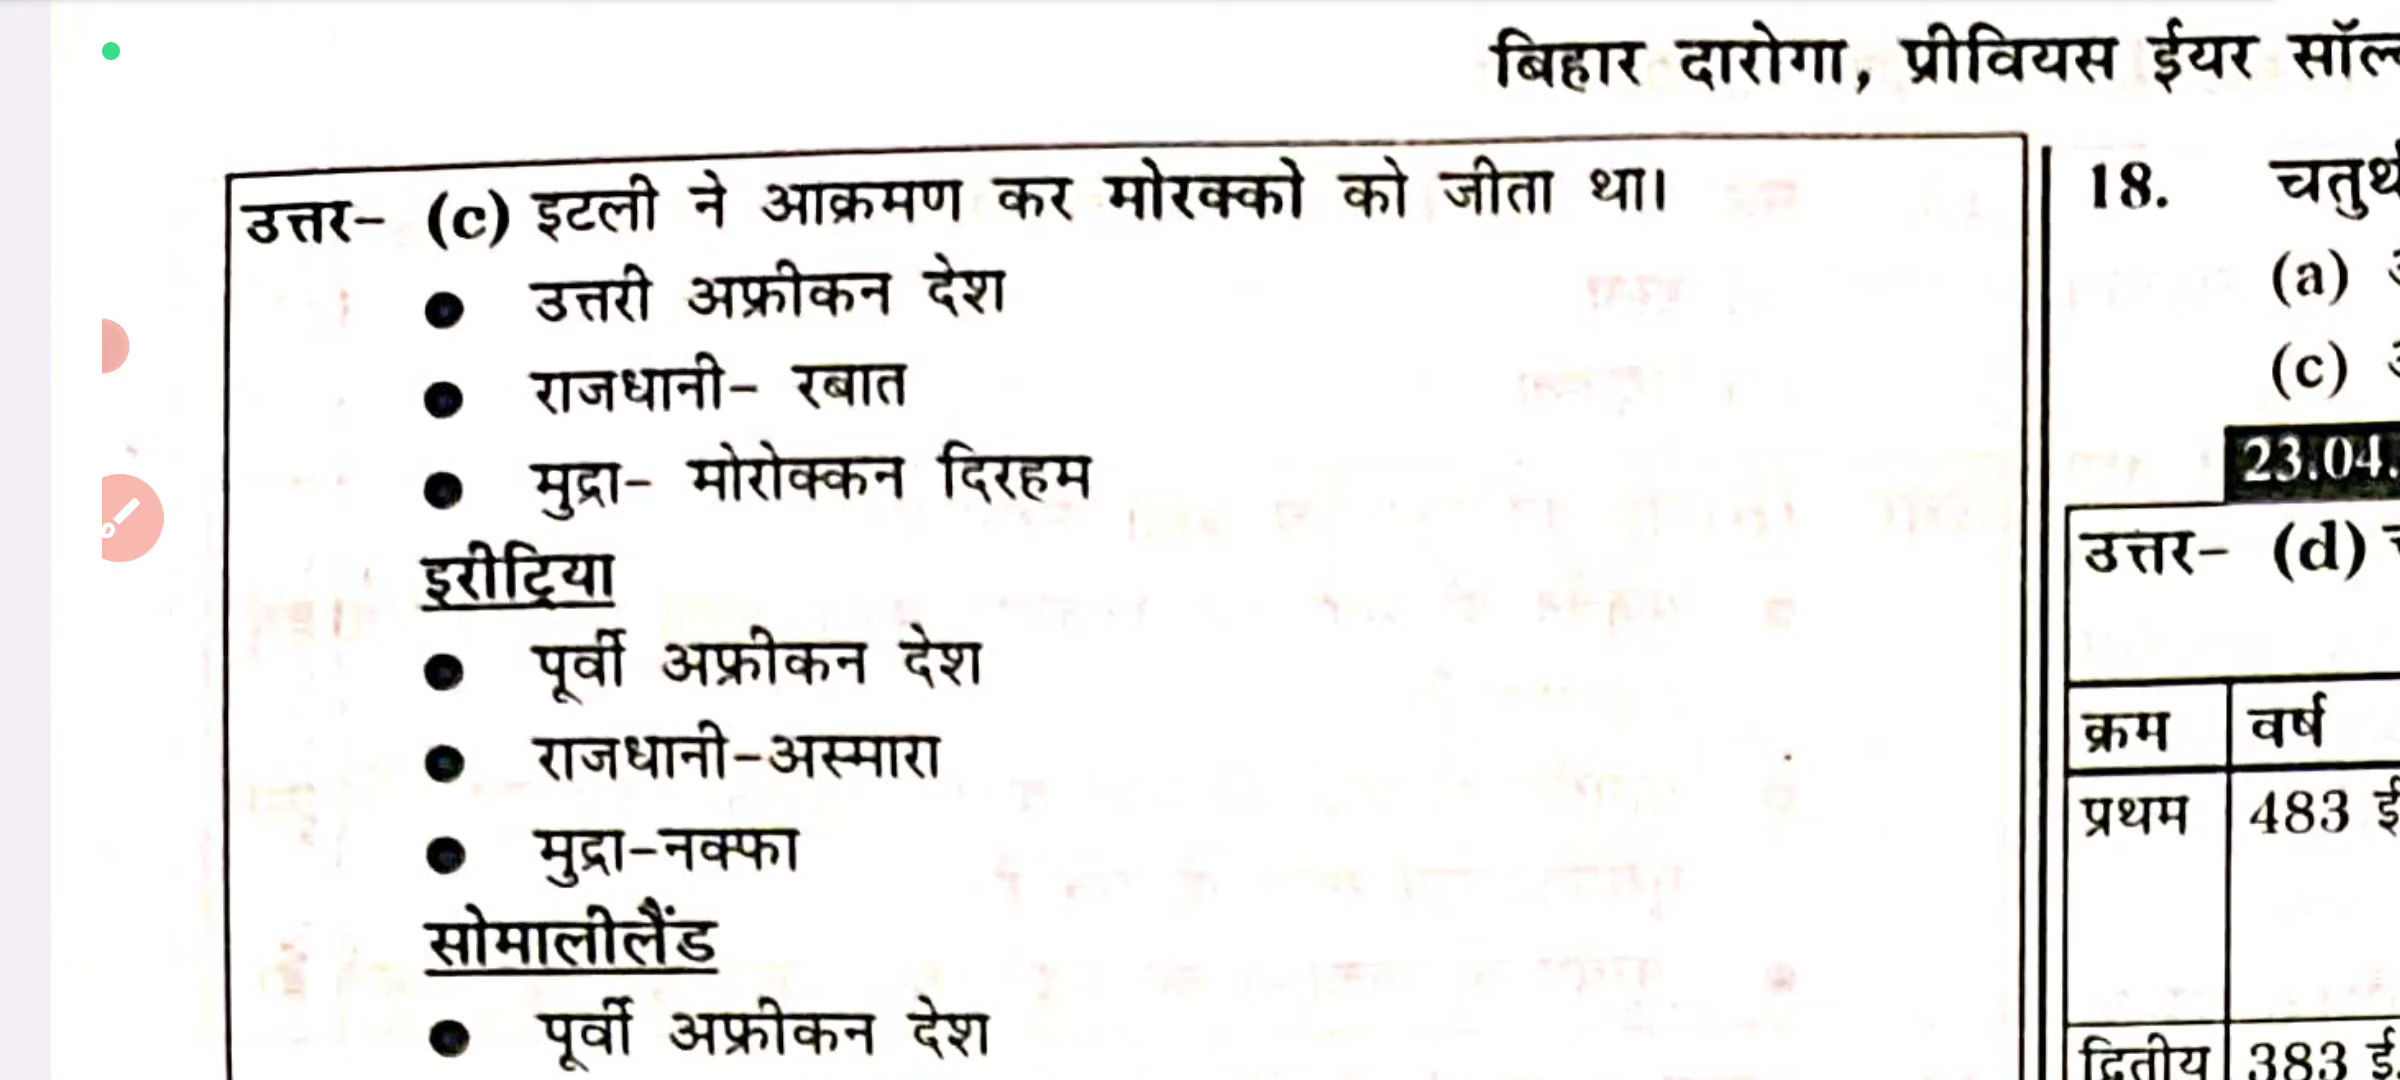 बिहार दारोगा, प्रीवियस ईयर
उत्तर- (c) इटली ने आक्रमण कर मोरक्को को जीता था।
● उत्तरी अफ्रीकन देश
● राजधानी- रबात
● मुद्रा- मोरोक्कन दिरहम
इरीट्रिया
● पूर्वी अफ्रीकन देश
● राजधानी-अस्मारा
● मुद्रा-नक्फा
सोमालीलैंड
● पूर्वी अफ्रीकन देश
18.
(a)
(c)
23.04.
उत्तर- (d)
क्रम वर्ष
प्रथम 483 ई
द्वितीय 383 ई